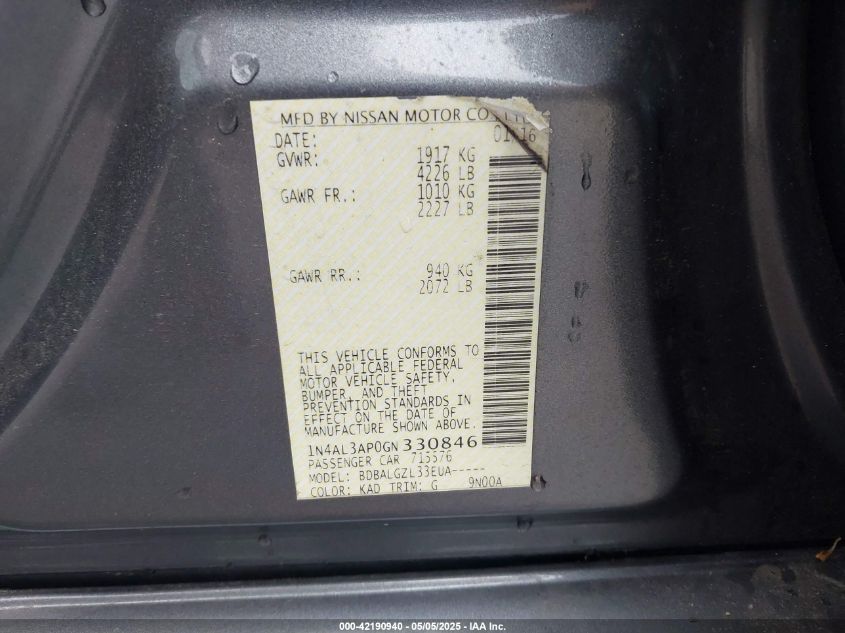 MFD BY NISSAN MOTOR CO., LTD
DATE: 01/16
GVWR: 1917 KG
4226 LB
GAWR FR.: 1010 KG
2227 LB
GAWR RR.: 940 KG
2072 LB
THIS VEHICLE CONFORMS TO
ALL APPLICABLE FEDERAL
MOTOR VEHICLE SAFETY,
BUMPER, AND THEFT
PREVENTION STANDARDS IN
EFFECT ON THE DATE OF
MANUFACTURE SHOWN ABOVE.
1N4AL3AP0GN330846
PASSENGER CAR 715576
MODEL: BDBALGZL33EUA-----
COLOR: KAD TRIM: G 9N00A
000-42190940 - 05/05/2025 - IAA Inc.